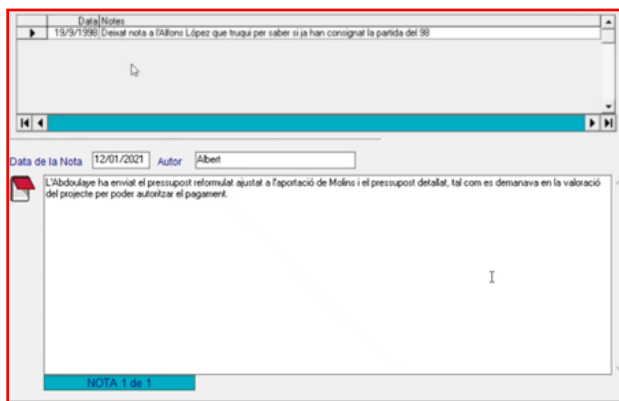 Data Notes
19/9/1998 Deixat nota a l'Alfons López que truqui per saber si ja han consignat la partida del 98
Data de la Nota 12/01/2021 Autor Albert
L'Abdoulaye ha enviat el pressupost reformulat ajustat a l'aportació de Molins i el pressupost detallat, tal com es demanava en la valoració
del projecte per poder autoritzar el pagament.
NOTA 1 de 1